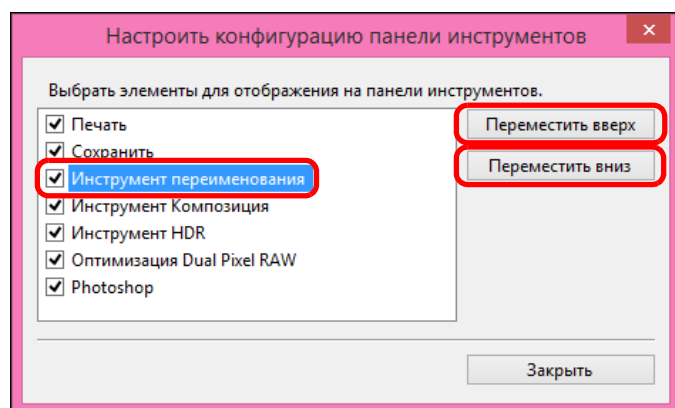 Настроить конфигурацию панели инструментов
Выбрать элементы для отображения на панели инструментов.
Печать
Переместить вверх
Сохранить
Переместить вниз
Инструмент переименования
Инструмент Композиция
Инструмент HDR
Оптимизация Dual Pixel RAW
Photoshop
Закрыть